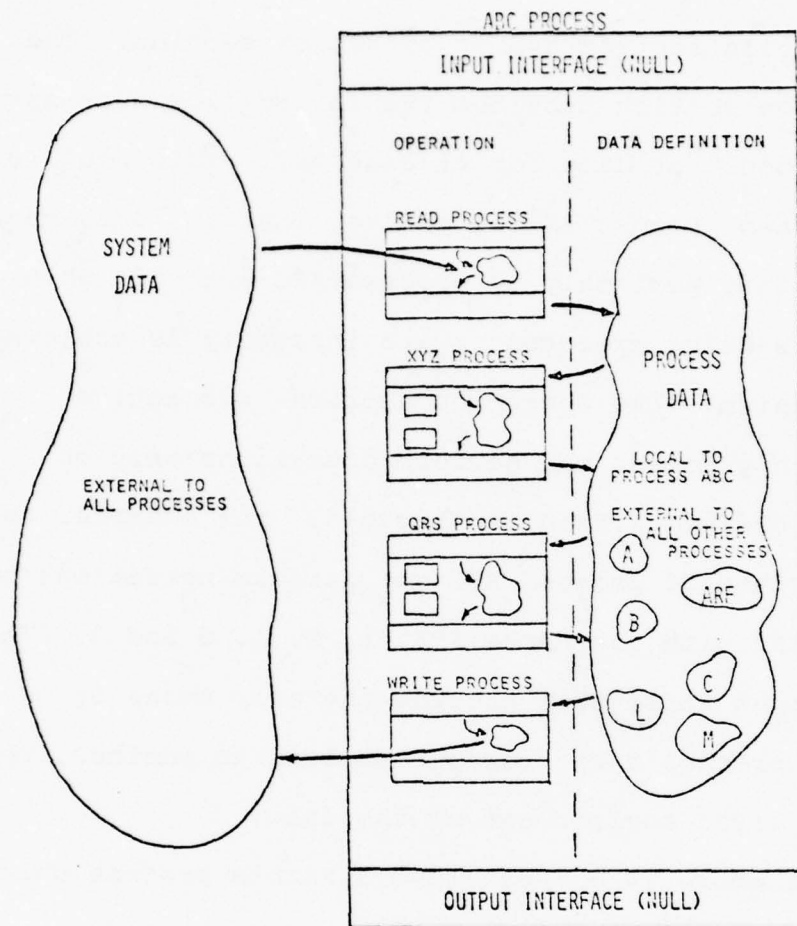 ABC PROCESS
INPUT INTERFACE (NULL)
OPERATION
DATA DEFINITION
READ PROCESS
SYSTEM
DATA
XYZ PROCESS
PROCESS
DATA
EXTERNAL TO
ALL PROCESSES
LOCAL TO
PROCESS ABC
QRS PROCESS
EXTERNAL TO
ALL OTHER
PROCESSES
A
ARF
B
C
WRITE PROCESS
L
M
OUTPUT INTERFACE (NULL)